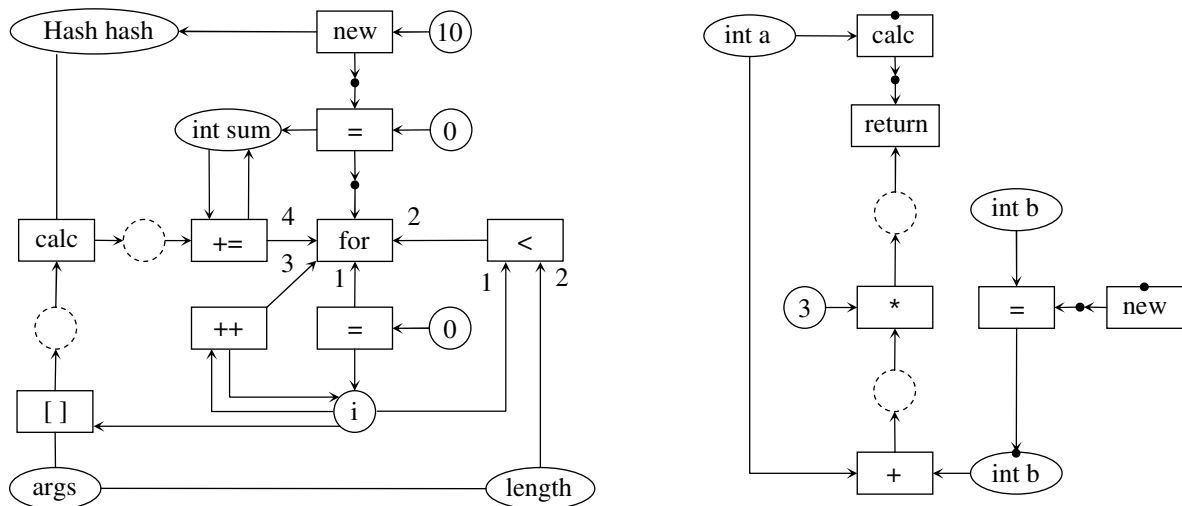 Hash hash
new
10
int sum
=
0
calc
+=
4
for
2
<
3
1
1
2
++
=
0
[ ]
i
args
length
int a
calc
return
int b
3
*
=
new
+
int b